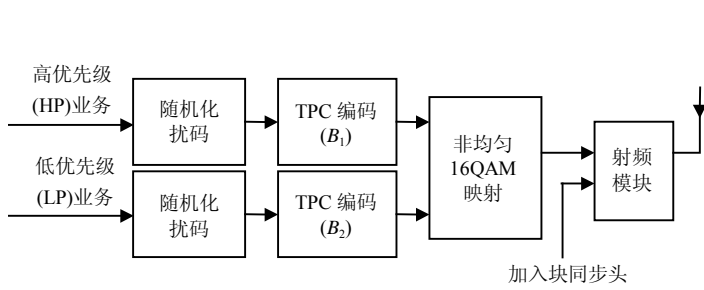 高优先级
(HP)业务
随机化
扰码
TPC 编码
(B₁)
非均匀
16QAM
映射
射频
模块
低优先级
(LP)业务
随机化
扰码
TPC 编码
(B₂)
加入块同步头